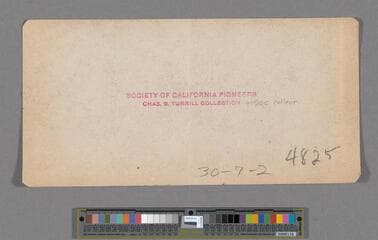 SOCIETY OF CALIFORNIA PIONEERS
CHAS. B. TURRILL COLLECTION
4825
30-7-2